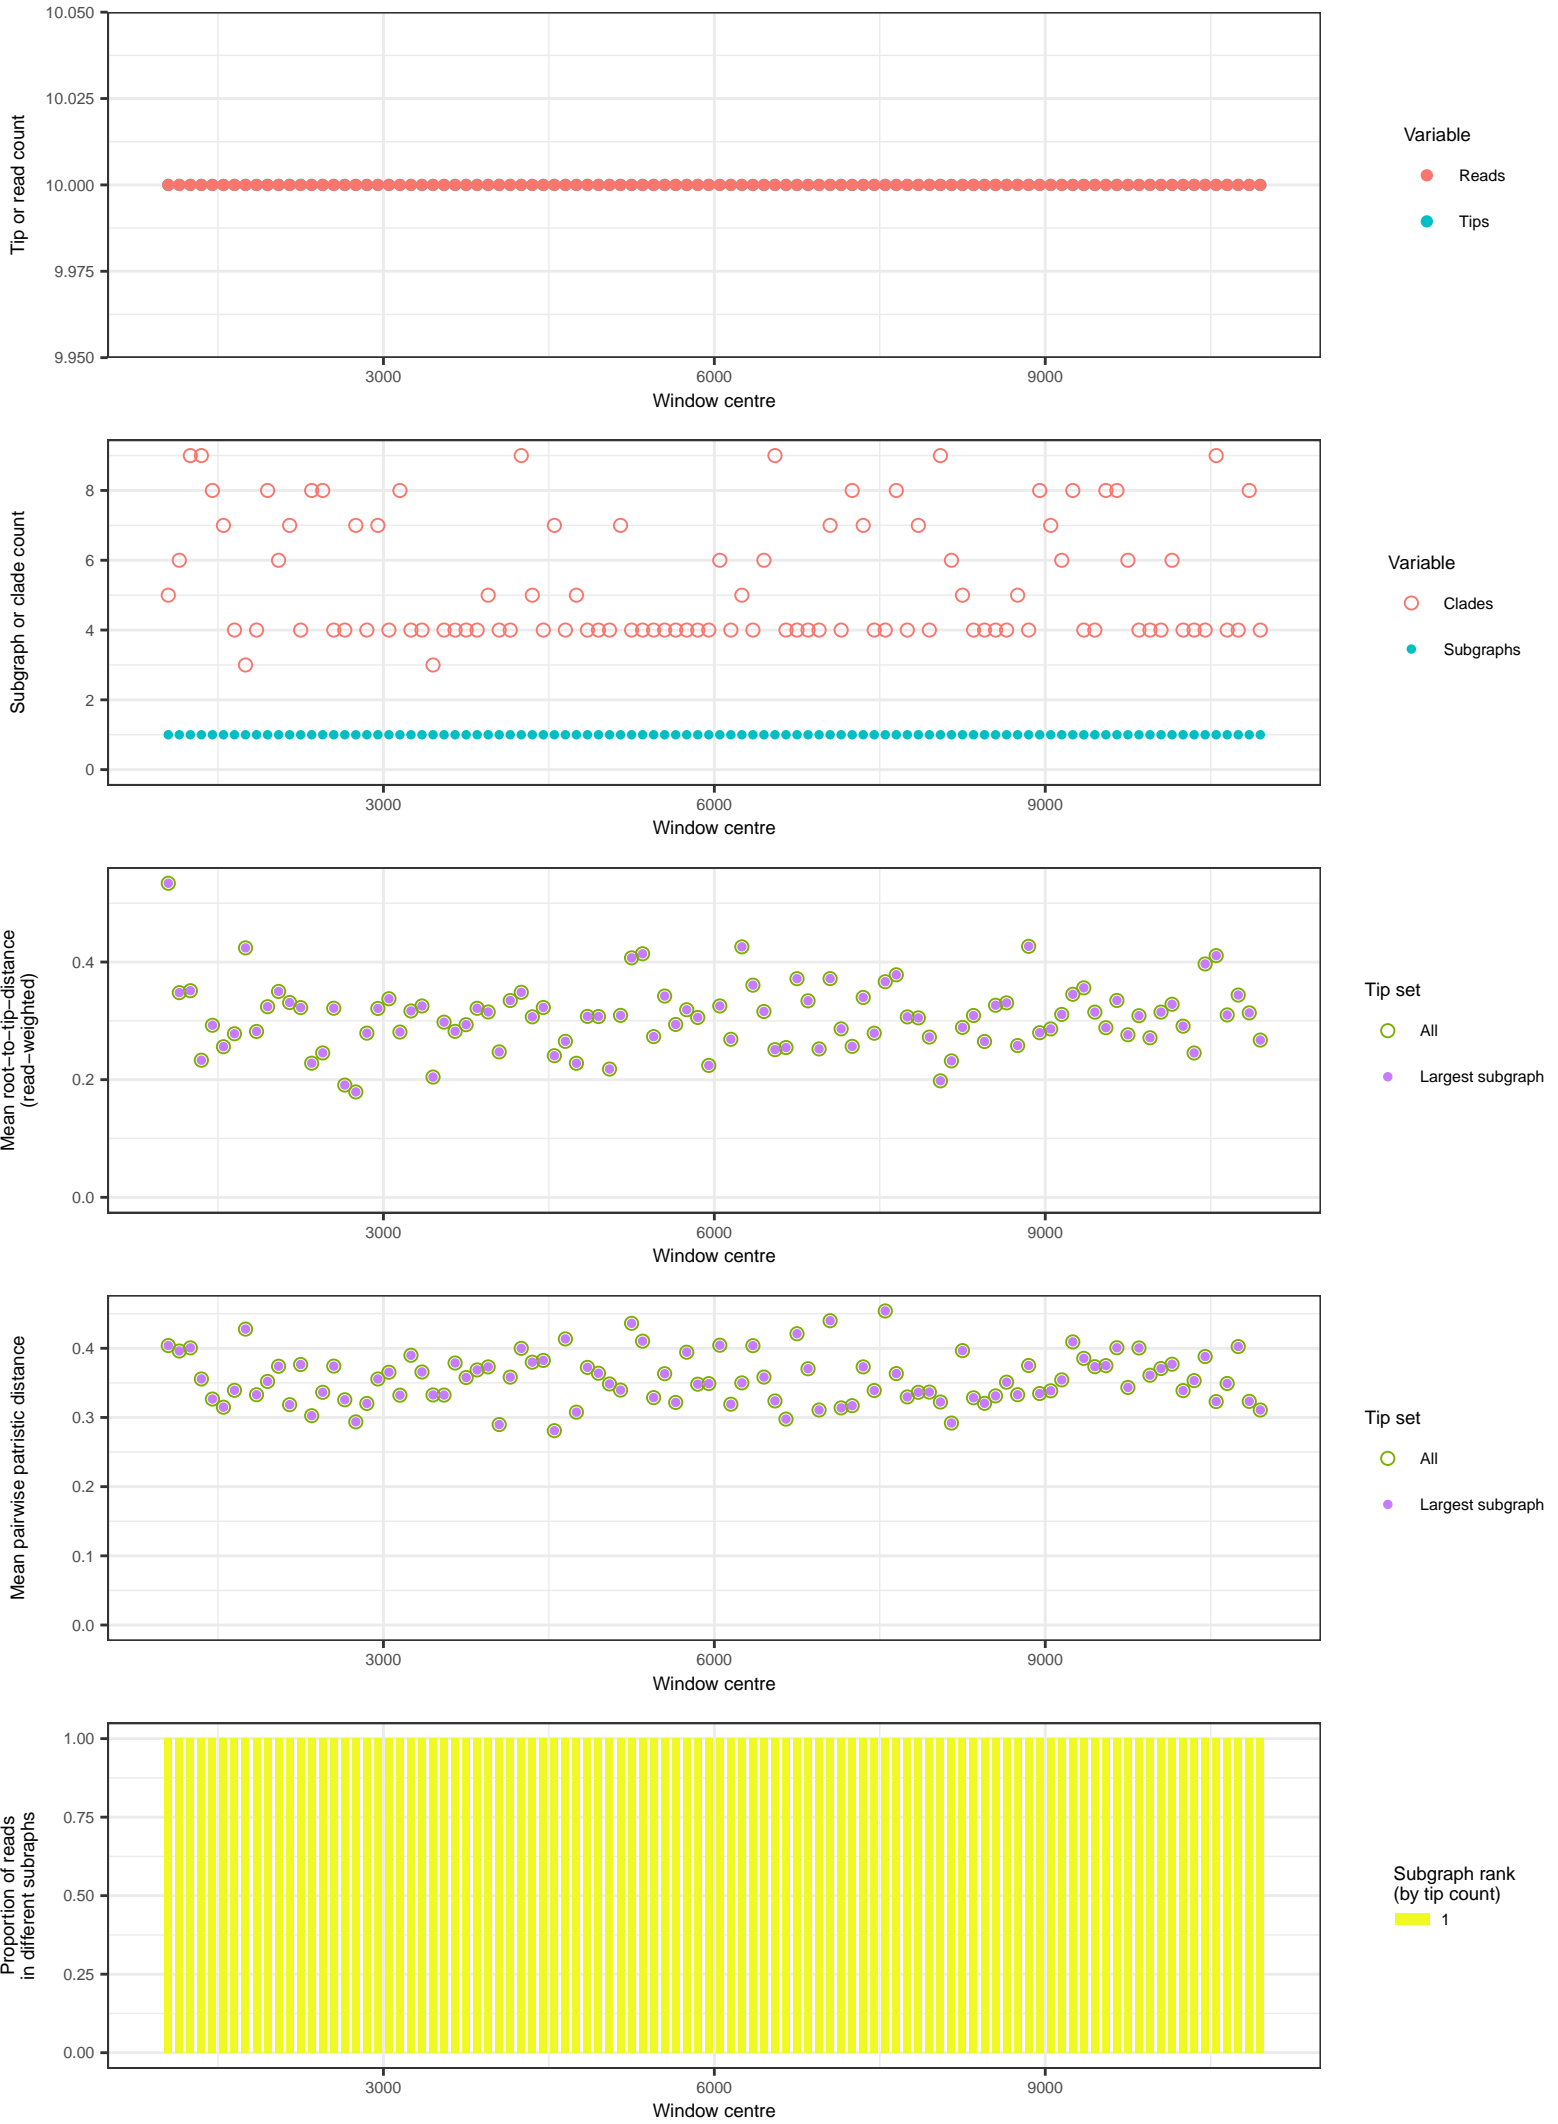 10.050
10.025
10.000
9.975
9.950
Tip or read count
3000 6000 9000
Window centre
Variable
Reads
Tips
8
6
4
2
0
Subgraph or clade count
3000 6000 9000
Window centre
Variable
Clades
Subgraphs
0.4
0.2
0.0
Mean root−to−tip−distance
(read−weighted)
3000 6000 9000
Window centre
Tip set
All
Largest subgraph
0.4
0.3
0.2
0.1
0.0
Mean pairwise patristic distance
3000 6000 9000
Window centre
Tip set
All
Largest subgraph
1.00
0.75
0.50
0.25
0.00
Proportion of reads
in different subraphs
3000 6000 9000
Window centre
Subgraph rank
(by tip count)
1